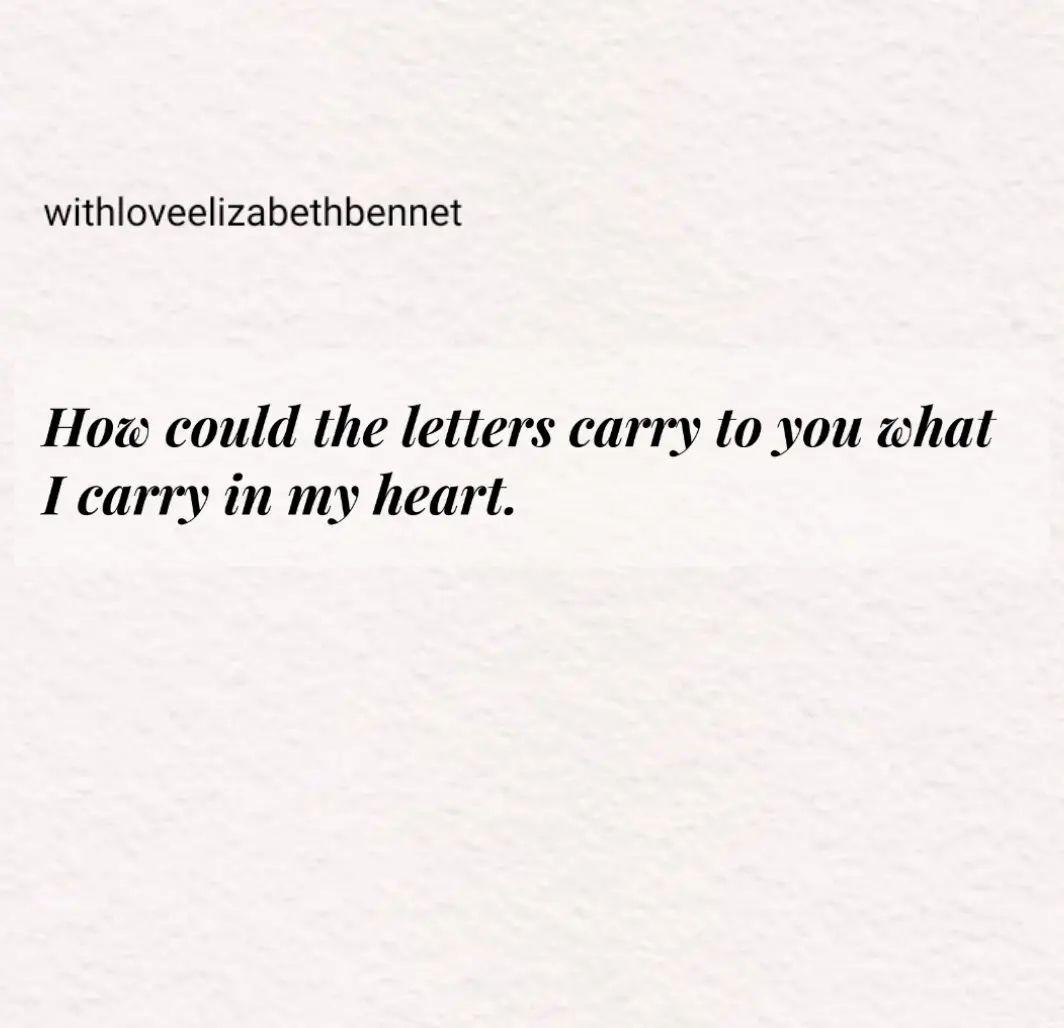 withloveelizabethbennet
How could the letters carry to you what
I carry in my heart.